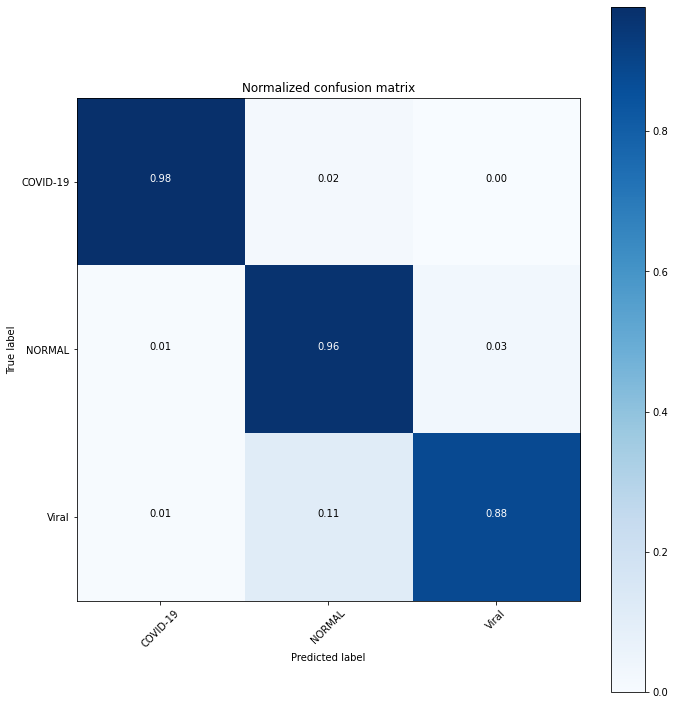 Normalized confusion matrix
True label
COVID-19
0.98
0.02
0.00
NORMAL
0.01
0.96
0.03
Viral
0.01
0.11
0.88
COVID-19
NORMAL
Viral
Predicted label
0.8
0.6
0.4
0.2
0.0